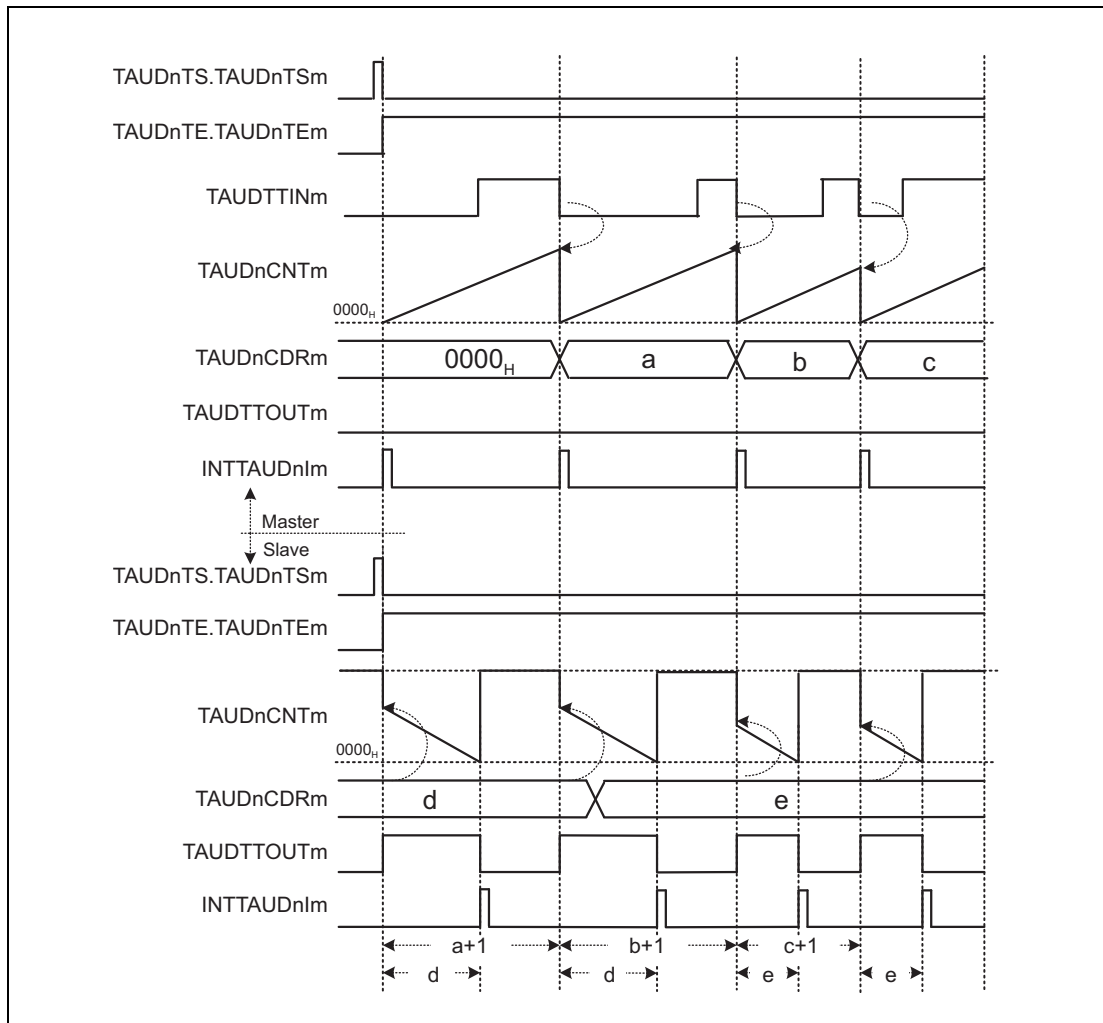 TAUDnTS.TAUDnTSm
TAUDnTE.TAUDnTEm
TAUDTTINm
TAUDnCNTm
0000H
TAUDnCDRm
0000H a b c
TAUDTTOUTm
INTTAUDnIm
Master
Slave
TAUDnTS.TAUDnTSm
TAUDnTE.TAUDnTEm
TAUDnCNTm
0000H
TAUDnCDRm
d e
TAUDTTOUTm
INTTAUDnIm
a+1 b+1 c+1
d d e e